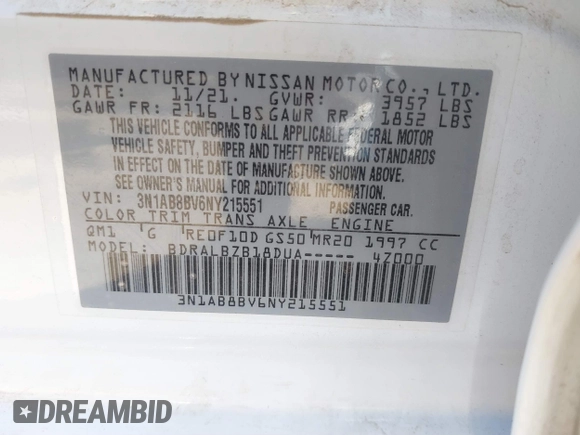 MANUFACTURED BY NISSAN MOTOR CO., LTD.
DATE: 11/21. GVWR: 3957 LBS
GAWR FR: 2116 LBS GAWR RR: 1852 LBS
THIS VEHICLE CONFORMS TO ALL APPLICABLE FEDERAL MOTOR
VEHICLE SAFETY, BUMPER AND THEFT PREVENTION STANDARDS
IN EFFECT ON THE DATE OF MANUFACTURE SHOWN ABOVE.
SEE OWNER'S MANUAL FOR ADDITIONAL INFORMATION.
VIN: 3N1AB8BV6NY215551 PASSENGER CAR.
COLOR TRIM TRANS AXLE ENGINE
QM1 G RE0F10D GS50 MR20 1997 CC
MODEL: BDRALBZB18DUA----- 47000
3N1AB8BV6NY215551
DREAMBID